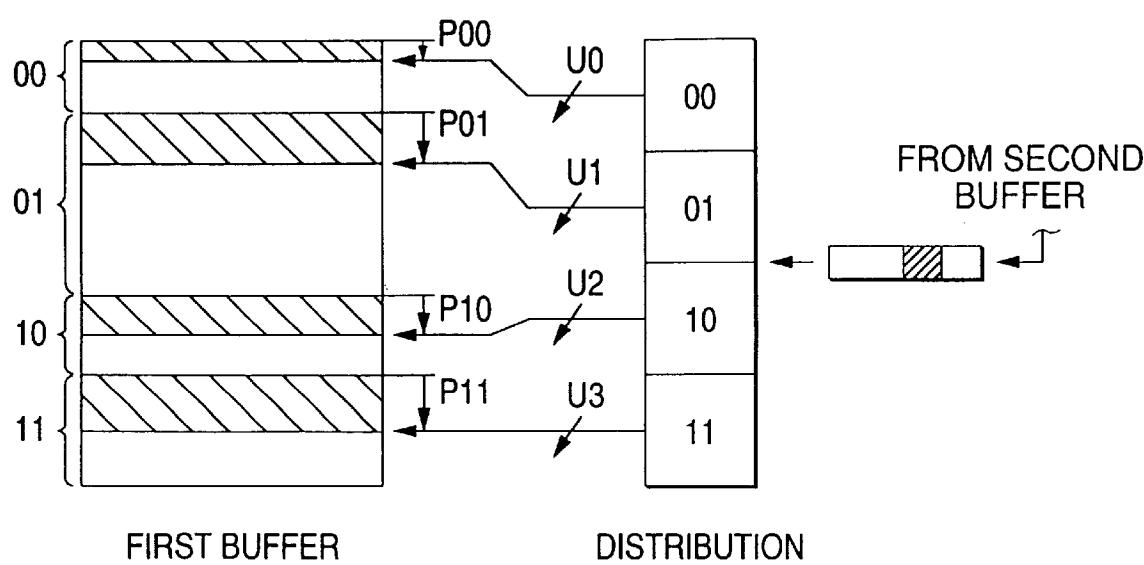 00
01
10
11
P00
P01
P10
P11
U0
U1
U2
U3
00
01
10
11
FROM SECOND
BUFFER
FIRST BUFFER
DISTRIBUTION